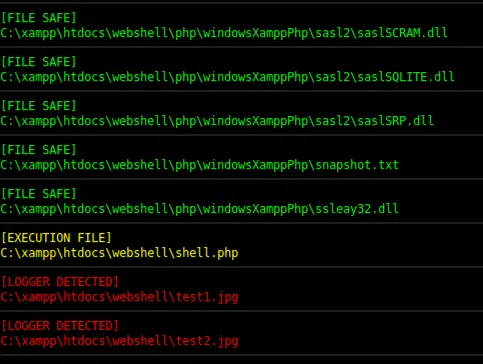 [FILE SAFE]
C:\xampp\htdocs\webshell\php\windowsXamppPhp\sasl2\saslSCRAM.dll
[FILE SAFE]
C:\xampp\htdocs\webshell\php\windowsXamppPhp\sasl2\saslSQLITE.dll
[FILE SAFE]
C:\xampp\htdocs\webshell\php\windowsXamppPhp\sasl2\saslSRP.dll
[FILE SAFE]
C:\xampp\htdocs\webshell\php\windowsXamppPhp\snapshot.txt
[FILE SAFE]
C:\xampp\htdocs\webshell\php\windowsXamppPhp\ssleay32.dll
[EXECUTION FILE]
C:\xampp\htdocs\webshell\shell.php
[LOGGER DETECTED]
C:\xampp\htdocs\webshell\test1.jpg
[LOGGER DETECTED]
C:\xampp\htdocs\webshell\test2.jpg